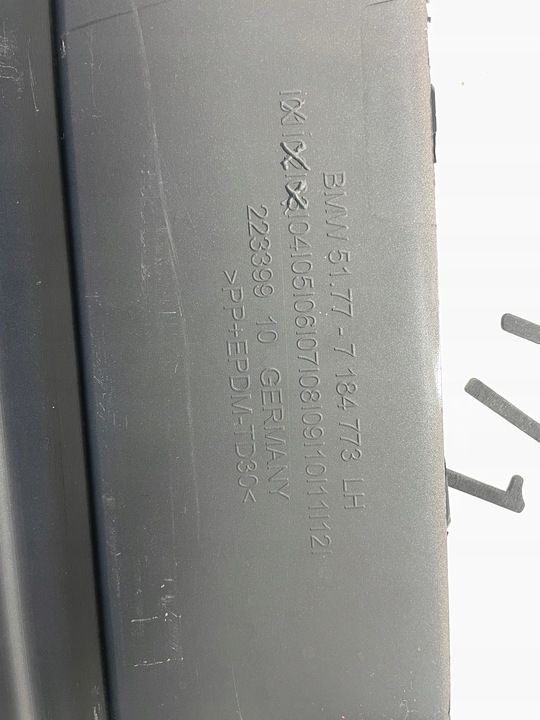 BMW 51.77 - 7 184 773 LH
|01|02|03|04|05|06|07|08|09|10|11|12|
223399 10 GERMANY
>PP+EPDM-TD30<